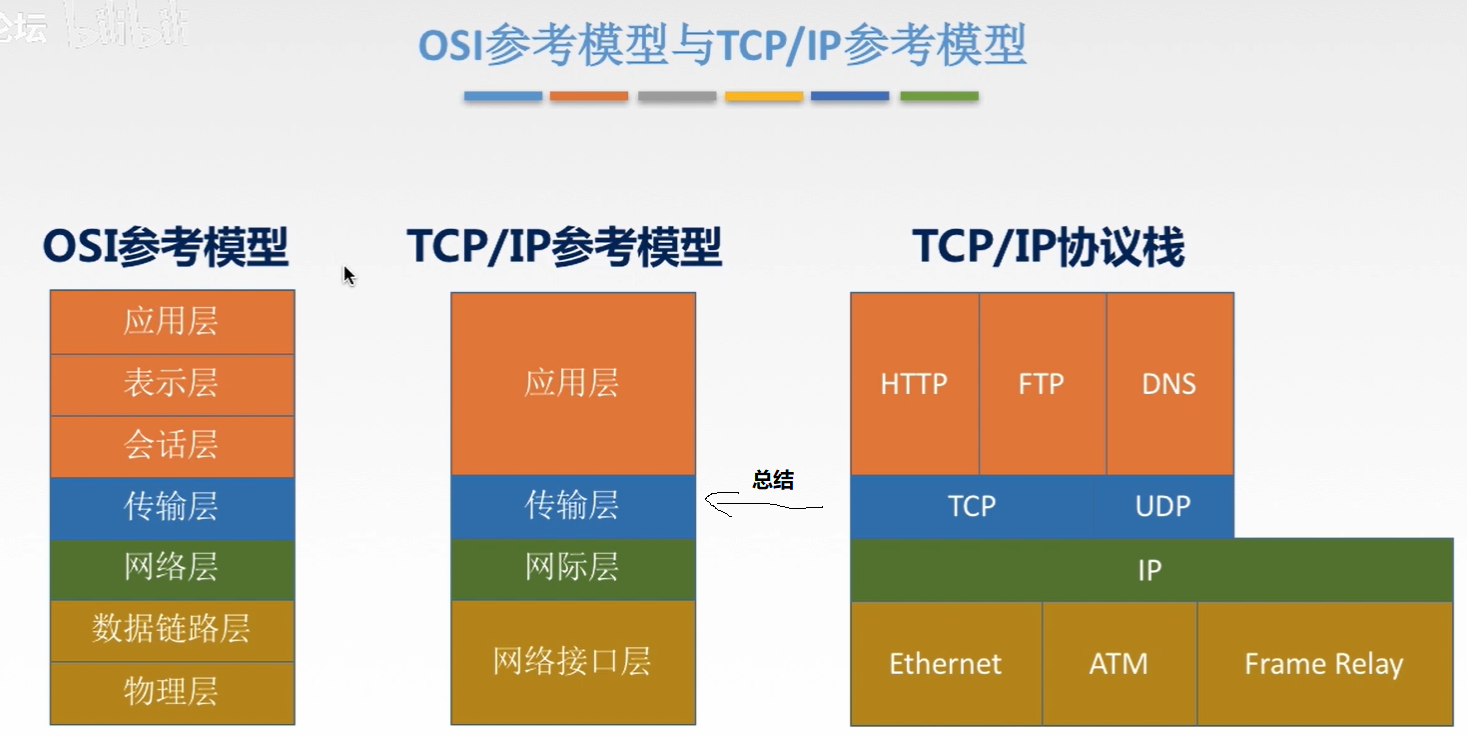 论坛 bilibili
OSI参考模型与TCP/IP参考模型
OSI参考模型
应用层
表示层
会话层
传输层
网络层
数据链路层
物理层
TCP/IP参考模型
应用层
传输层
网际层
网络接口层
总结
TCP/IP协议栈
HTTP FTP DNS
TCP UDP
IP
Ethernet ATM Frame Relay